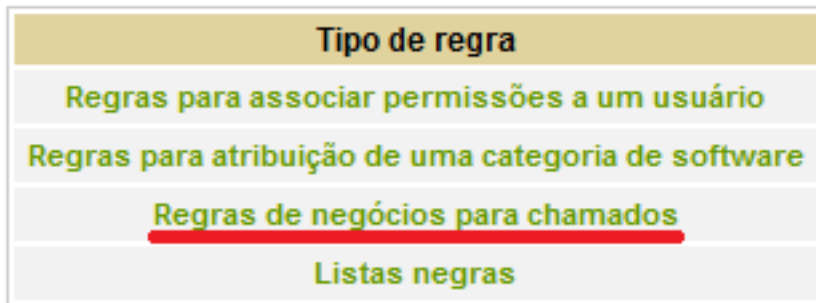 Tipo de regra
Regras para associar permissões a um usuário
Regras para atribuição de uma categoria de software
Regras de negócios para chamados
Listas negras